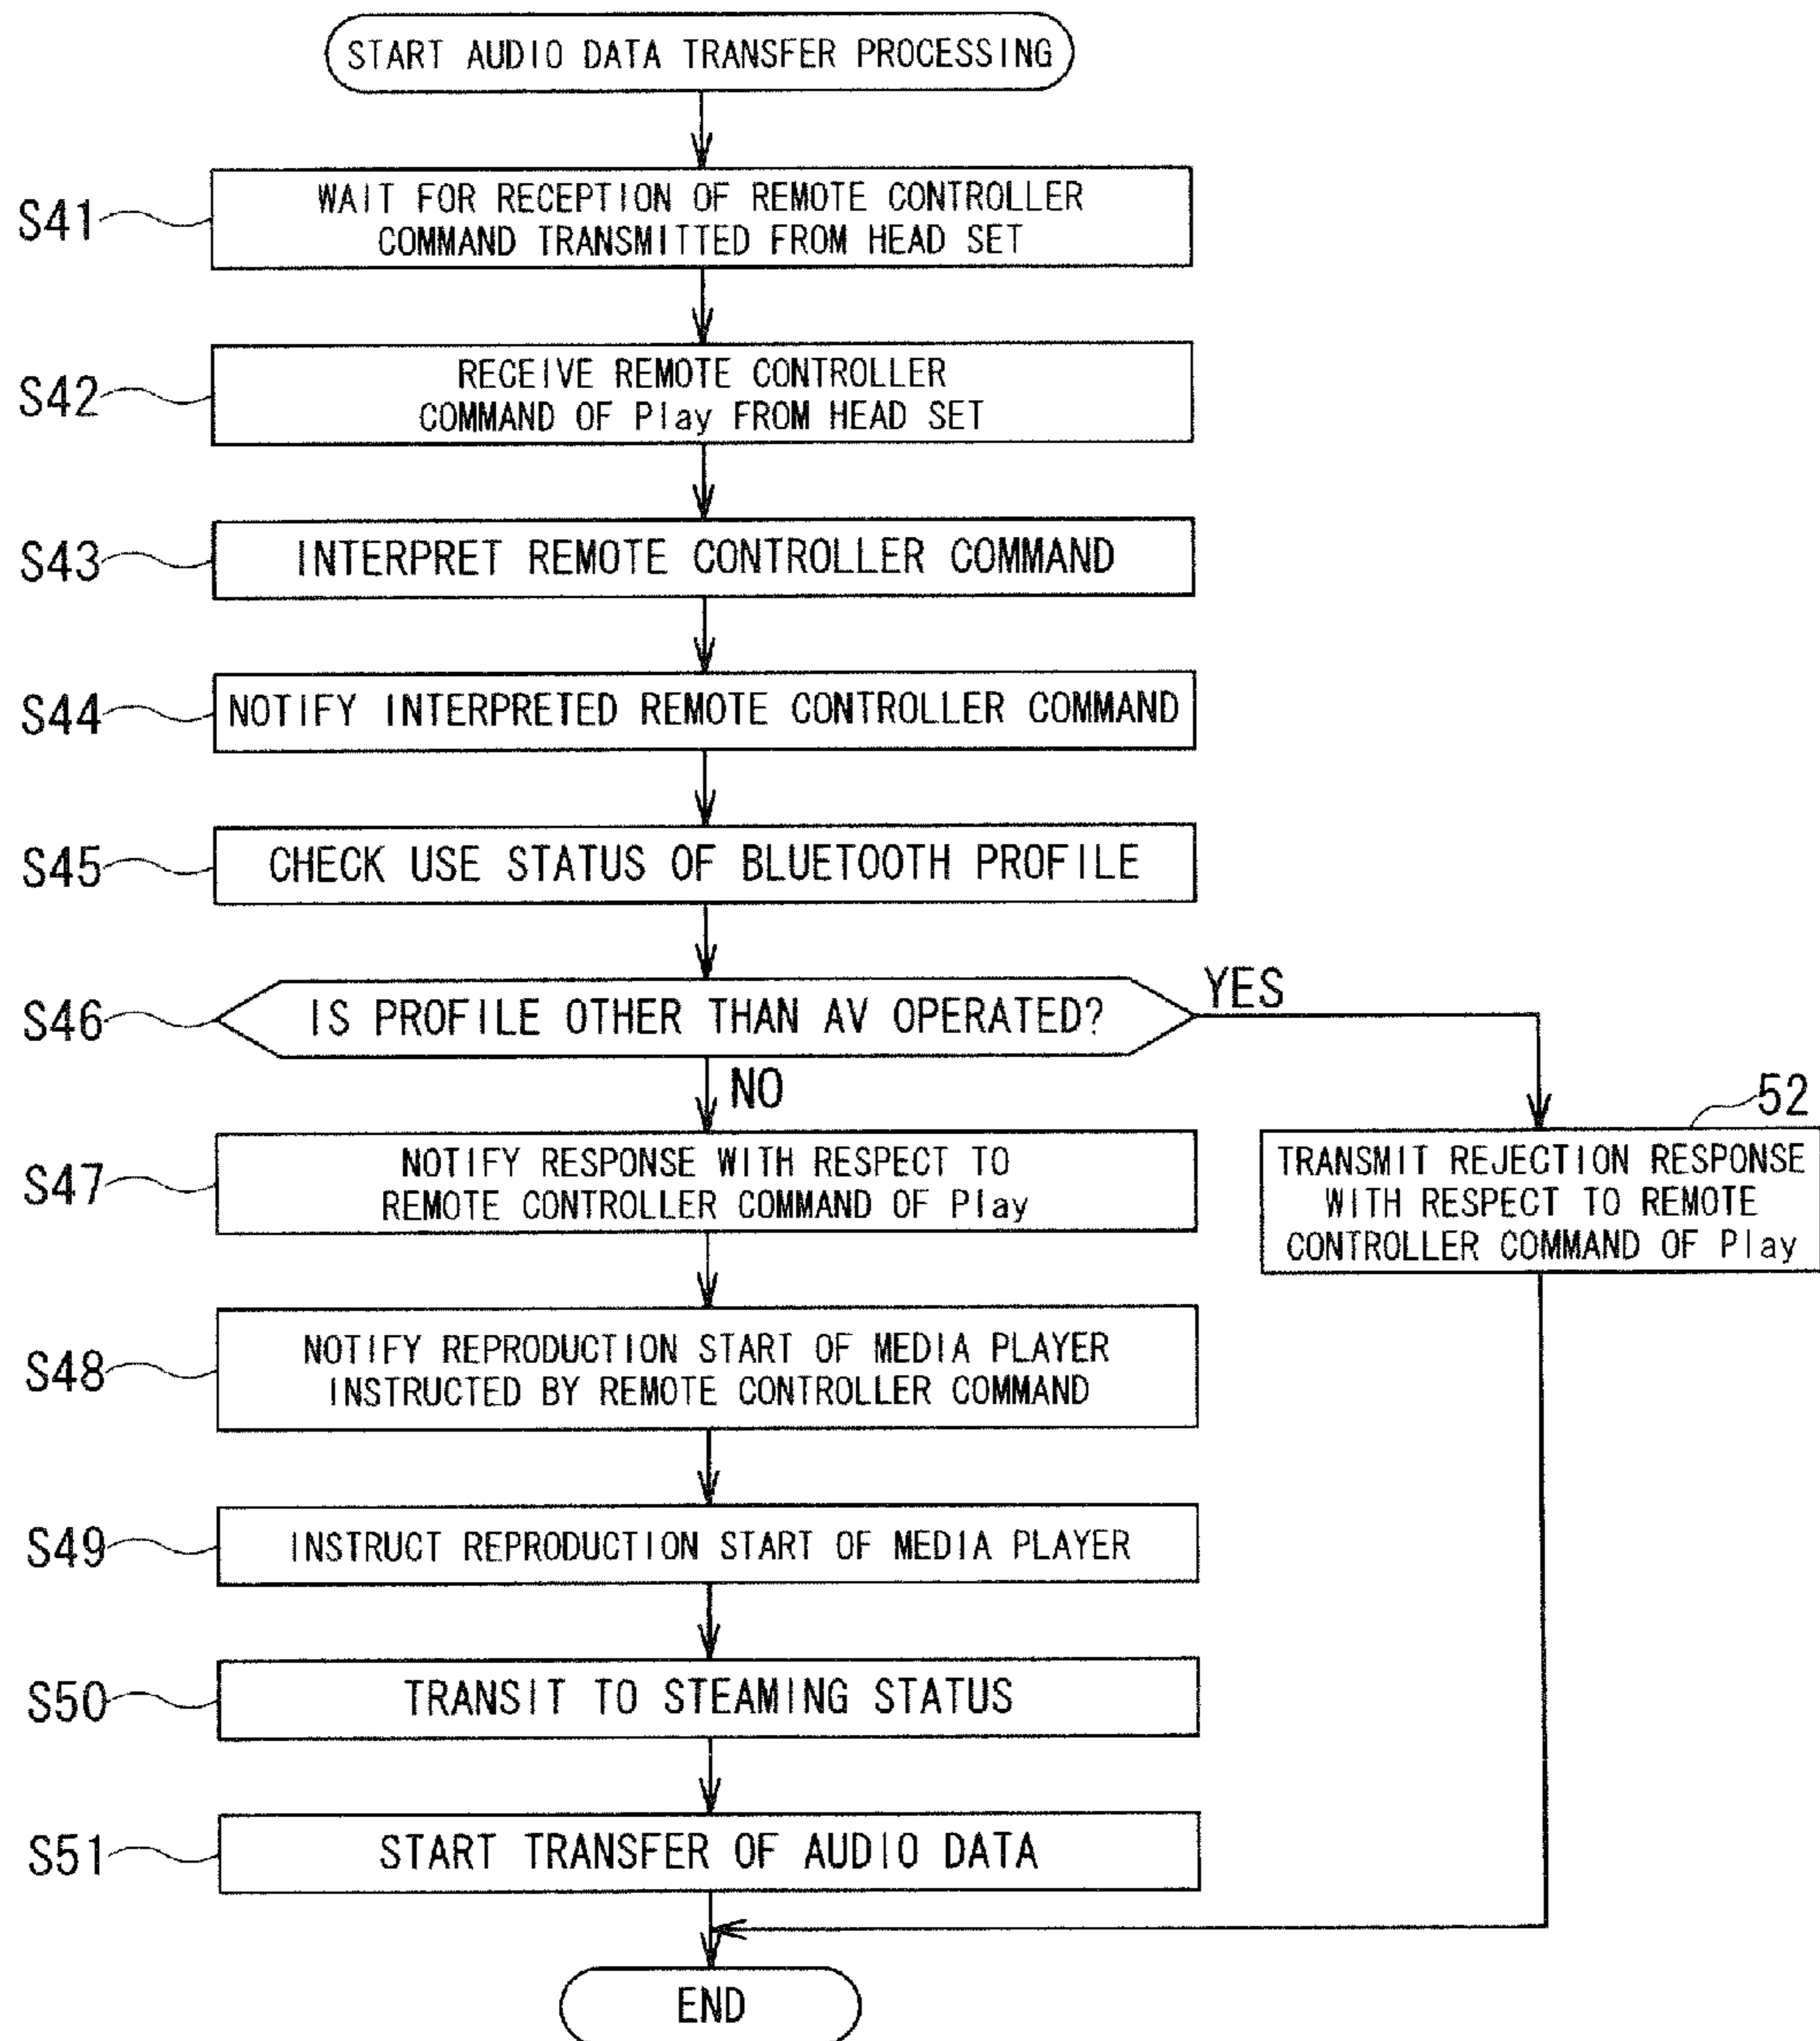 START AUDIO DATA TRANSFER PROCESSING
S41
WAIT FOR RECEPTION OF REMOTE CONTROLLER
COMMAND TRANSMITTED FROM HEAD SET
S42
RECEIVE REMOTE CONTROLLER
COMMAND OF Play FROM HEAD SET
S43
INTERPRET REMOTE CONTROLLER COMMAND
S44
NOTIFY INTERPRETED REMOTE CONTROLLER COMMAND
S45
CHECK USE STATUS OF BLUETOOTH PROFILE
S46
IS PROFILE OTHER THAN AV OPERATED?
YES
NO
S47
NOTIFY RESPONSE WITH RESPECT TO
REMOTE CONTROLLER COMMAND OF Play
52
TRANSMIT REJECTION RESPONSE
WITH RESPECT TO REMOTE
CONTROLLER COMMAND OF Play
S48
NOTIFY REPRODUCTION START OF MEDIA PLAYER
INSTRUCTED BY REMOTE CONTROLLER COMMAND
S49
INSTRUCT REPRODUCTION START OF MEDIA PLAYER
S50
TRANSIT TO STEAMING STATUS
S51
START TRANSFER OF AUDIO DATA
END